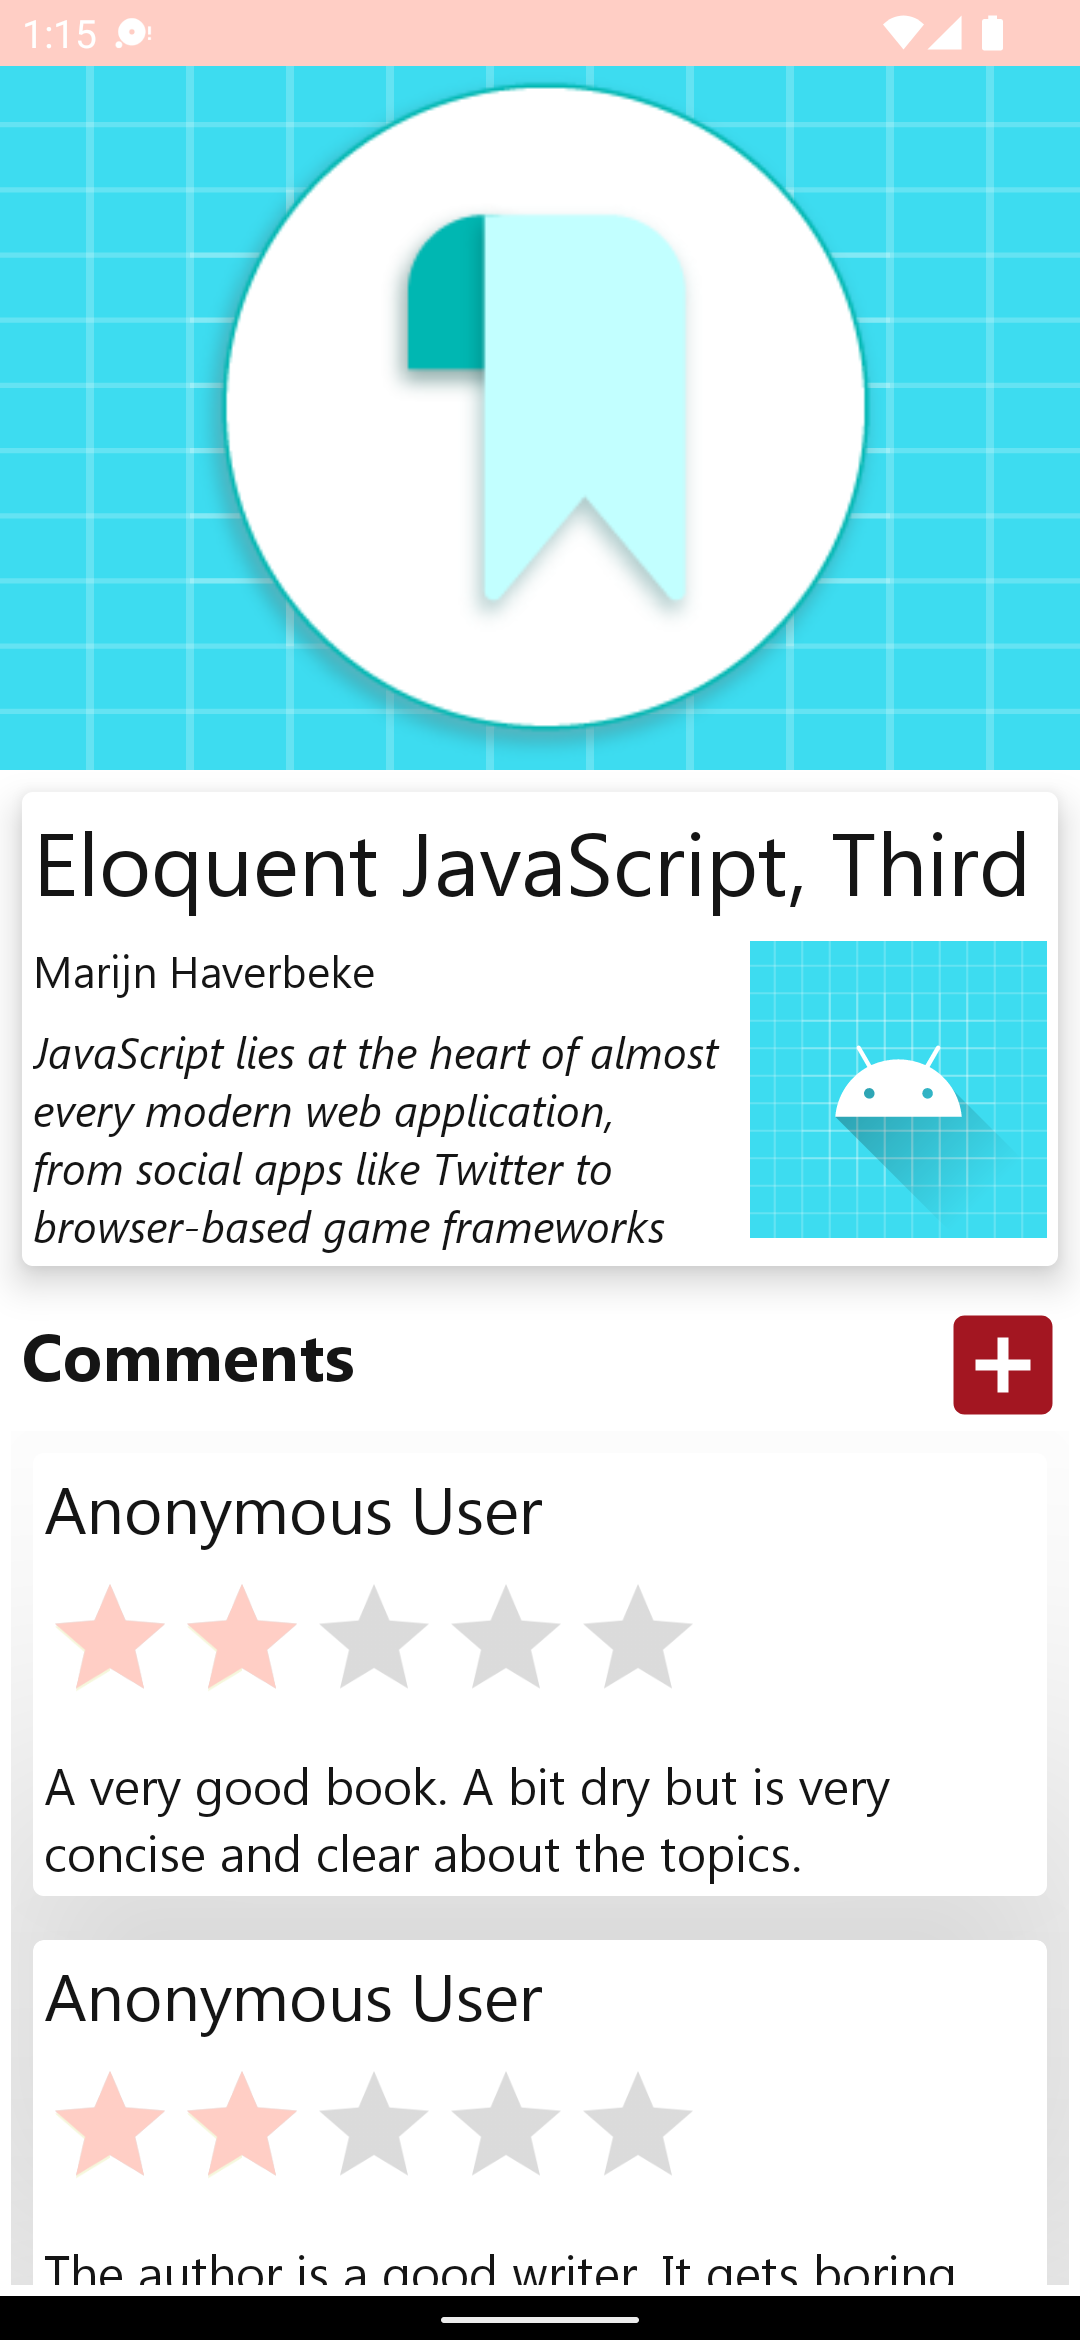 1:15
Eloquent JavaScript, Third
Marijn Haverbeke
JavaScript lies at the heart of almost
every modern web application,
from social apps like Twitter to
browser-based game frameworks
Comments
Anonymous User
A very good book. A bit dry but is very
concise and clear about the topics.
Anonymous User
The author is a good writer. It gets boring